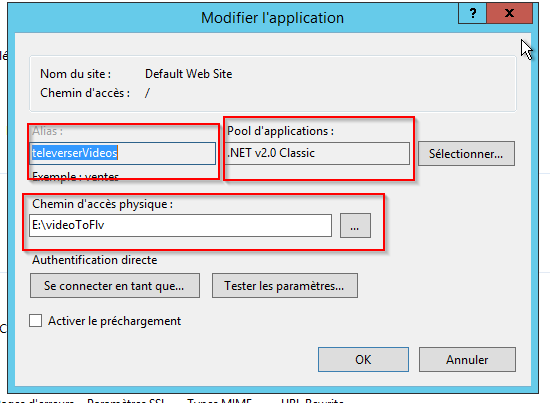 Modifier l'application
?
x
Nom du site : Default Web Site
Chemin d'accès : /
Alias :
Pool d'applications :
televerserVideos
.NET v2.0 Classic
Sélectionner...
Exemple : ventes
Chemin d'accès physique :
E:\videoToFlv
...
Authentification directe
Se connecter en tant que...
Tester les paramètres...
Activer le préchargement
OK
Annuler